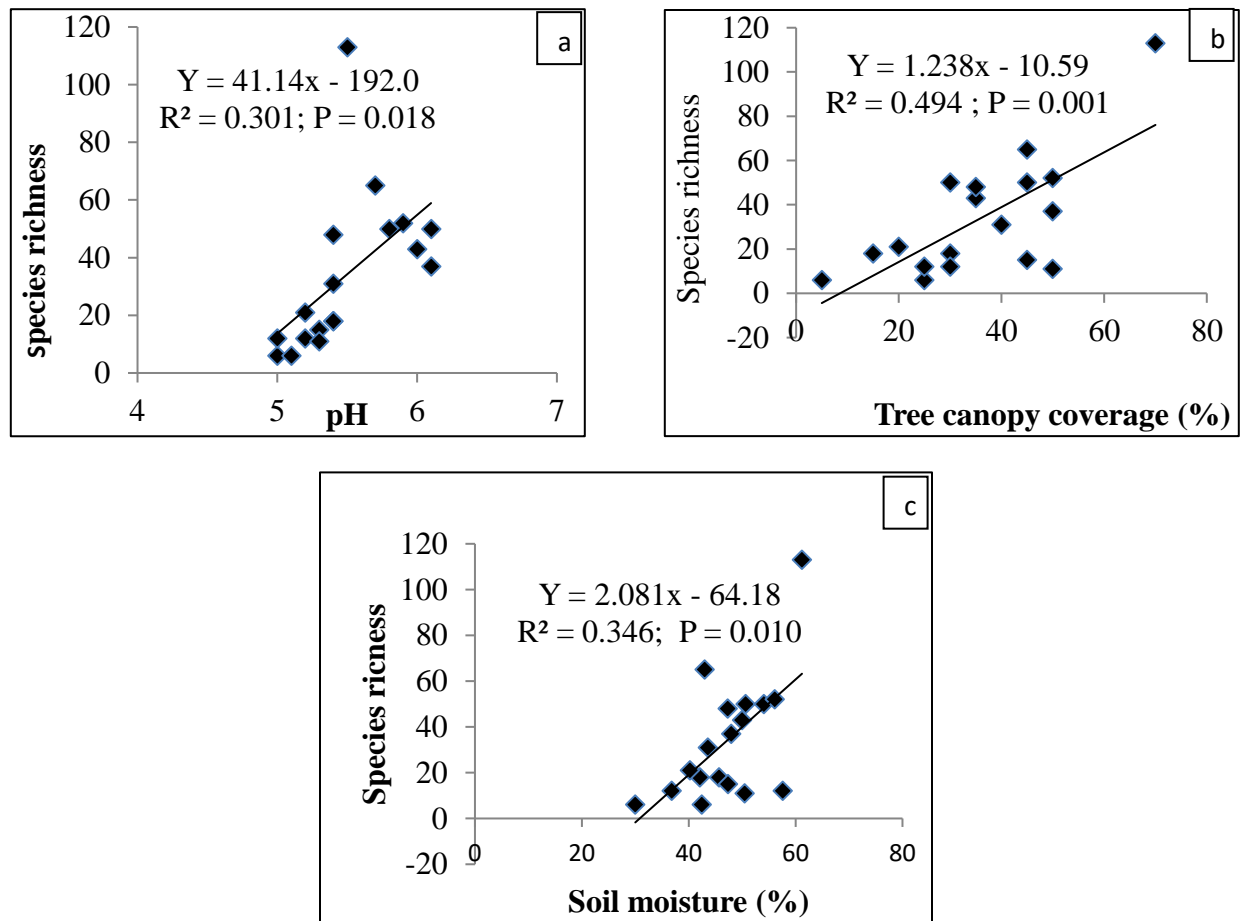 a
120
100
80
60
40
20
0
Y = 41.14x - 192.0
R² = 0.301; P = 0.018
species richness
4 5 6 7
pH
b
120
100
80
60
40
20
0
-20
Y = 1.238x - 10.59
R² = 0.494 ; P = 0.001
Species richness
0 20 40 60 80
Tree canopy coverage (%)
c
120
100
80
60
40
20
0
-20
Y = 2.081x - 64.18
R² = 0.346; P = 0.010
Species ricness
0 20 40 60 80
Soil moisture (%)